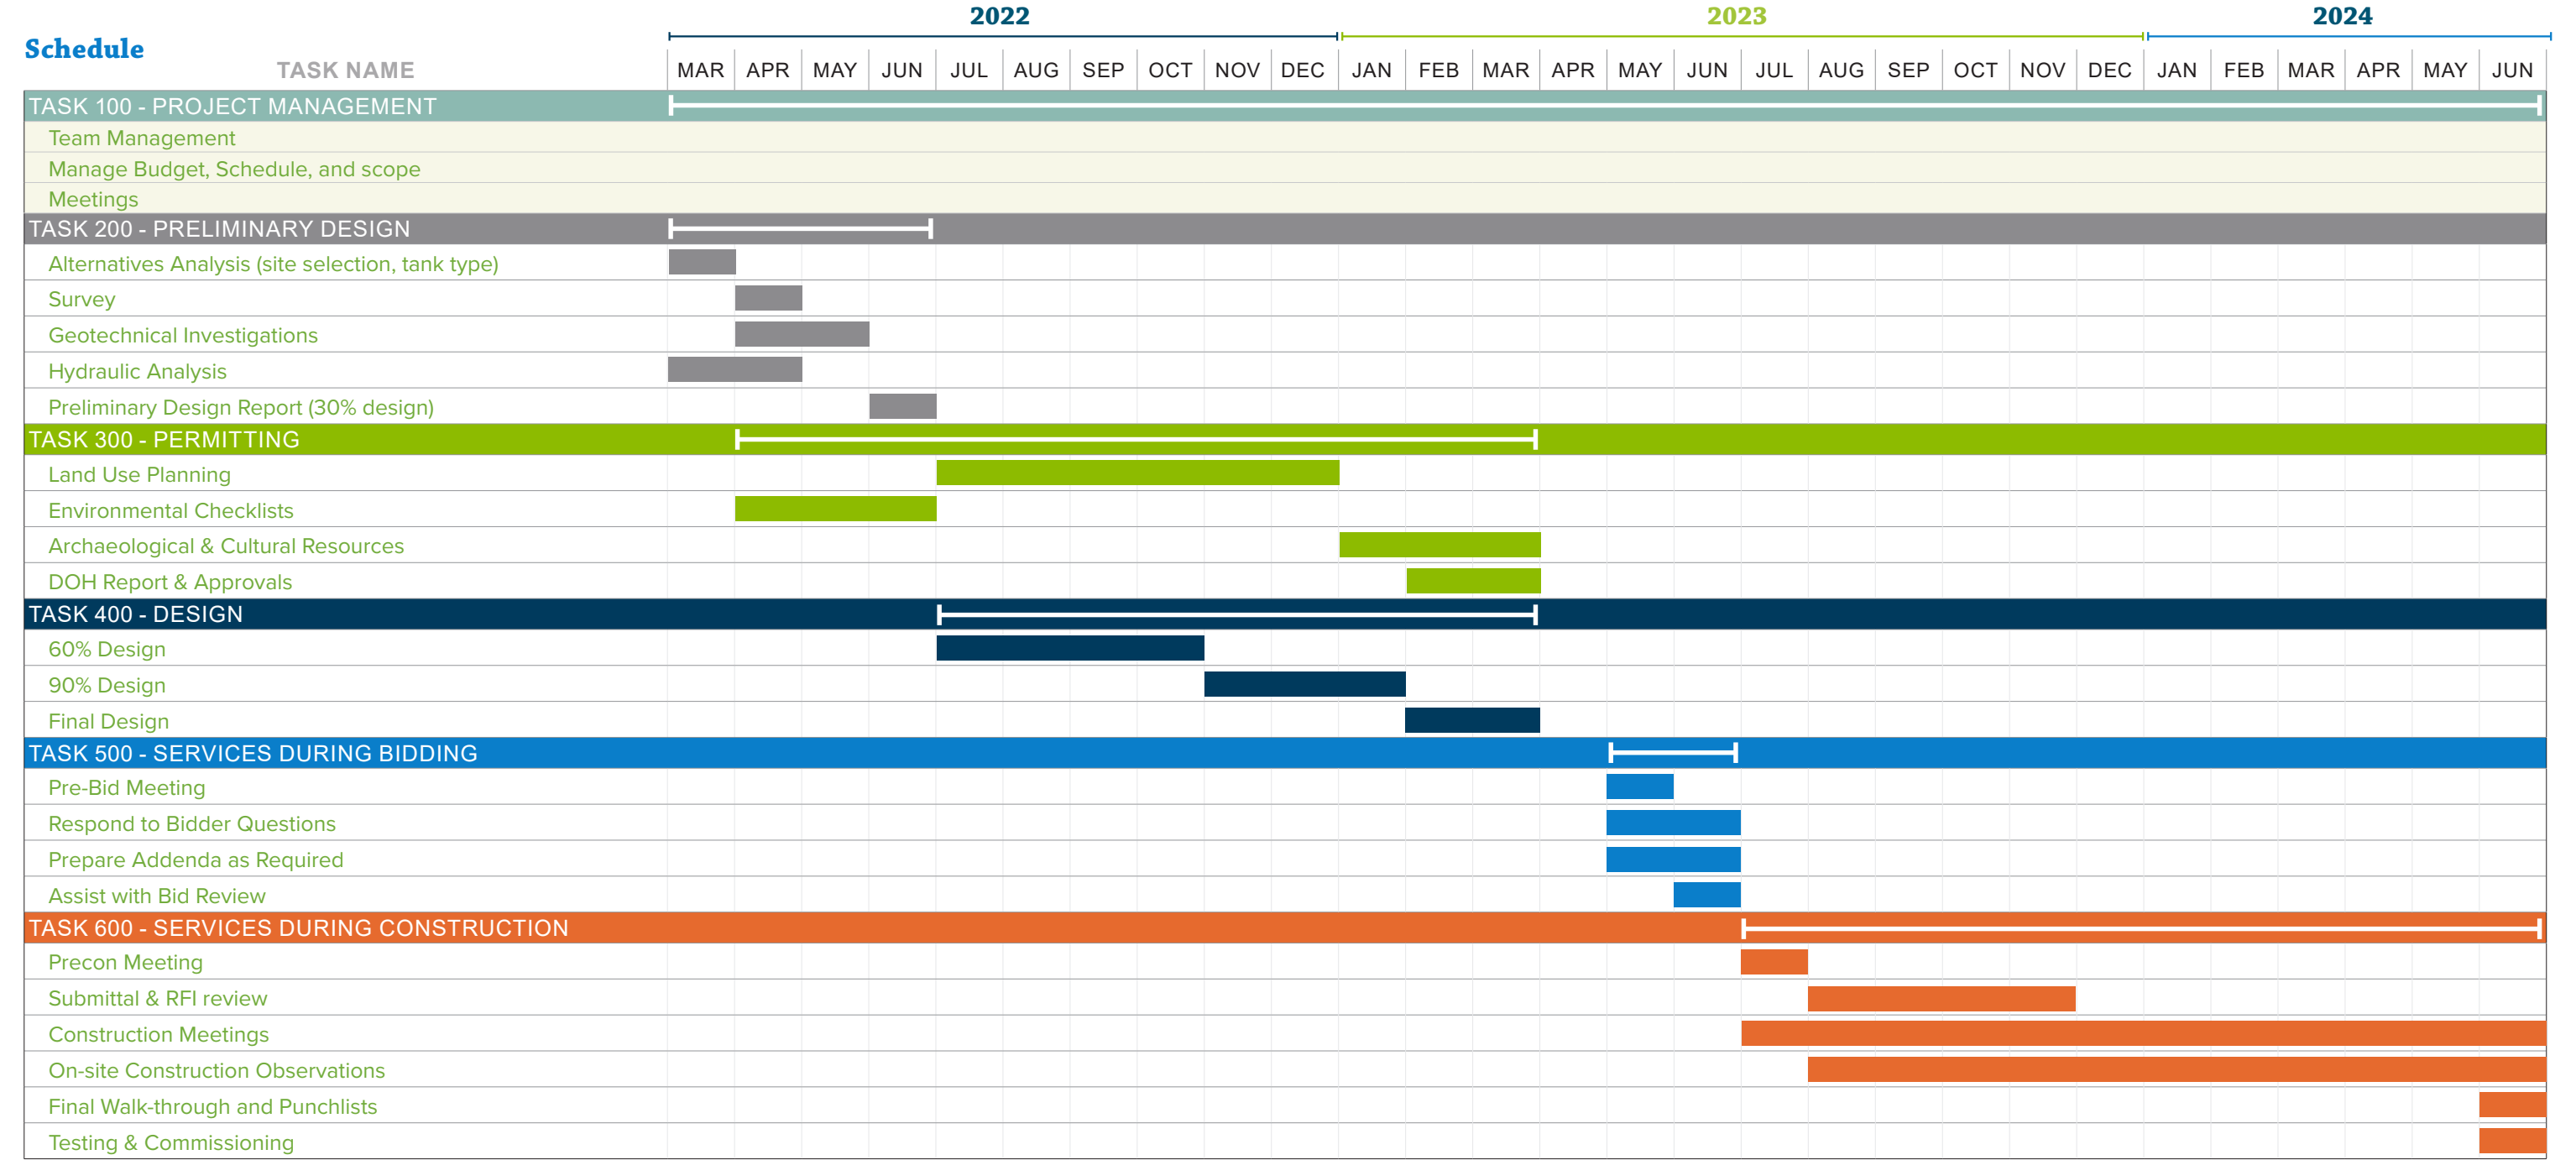 2022 2023 2024
Schedule
TASK NAME MAR APR MAY JUN JUL AUG SEP OCT NOV DEC JAN FEB MAR APR MAY JUN JUL AUG SEP OCT NOV DEC JAN FEB MAR APR MAY JUN
TASK 100 - PROJECT MANAGEMENT
Team Management
Manage Budget, Schedule, and scope
Meetings
TASK 200 - PRELIMINARY DESIGN
Alternatives Analysis (site selection, tank type)
Survey
Geotechnical Investigations
Hydraulic Analysis
Preliminary Design Report (30% design)
TASK 300 - PERMITTING
Land Use Planning
Environmental Checklists
Archaeological & Cultural Resources
DOH Report & Approvals
TASK 400 - DESIGN
60% Design
90% Design
Final Design
TASK 500 - SERVICES DURING BIDDING
Pre-Bid Meeting
Respond to Bidder Questions
Prepare Addenda as Required
Assist with Bid Review
TASK 600 - SERVICES DURING CONSTRUCTION
Precon Meeting
Submittal & RFI review
Construction Meetings
On-site Construction Observations
Final Walk-through and Punchlists
Testing & Commissioning